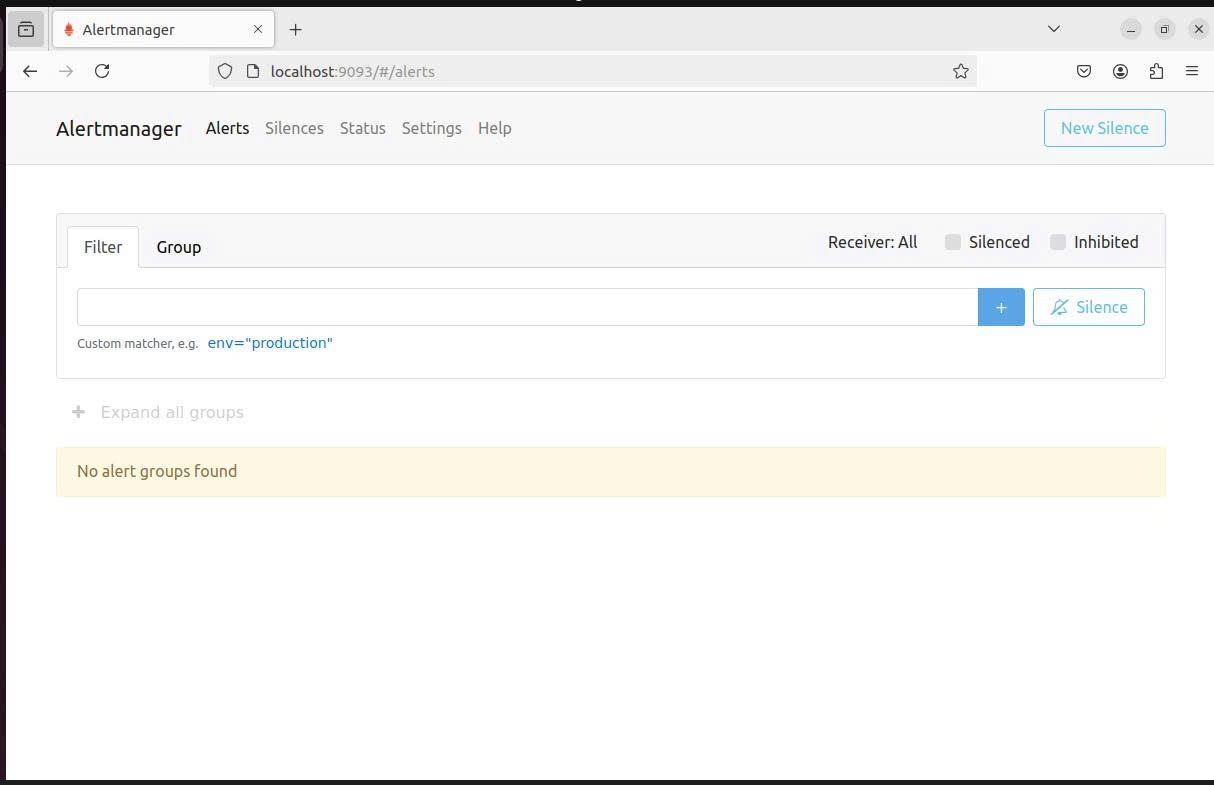 Alertmanager
localhost:9093/#/alerts
Alertmanager Alerts Silences Status Settings Help New Silence
Filter Group Receiver: All Silenced Inhibited
+ Silence
Custom matcher, e.g. env="production"
+ Expand all groups
No alert groups found